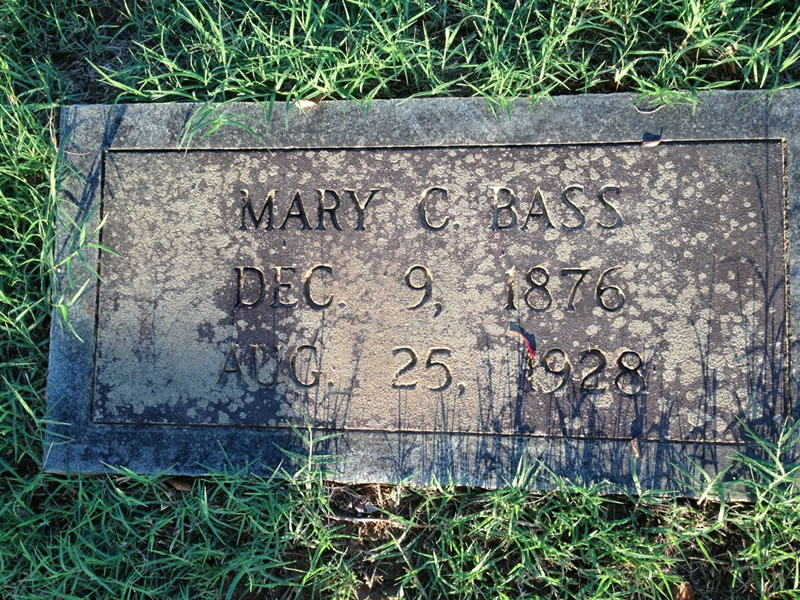 MARY C. BASS
DEC. 9, 1876
AUG. 25, 1928